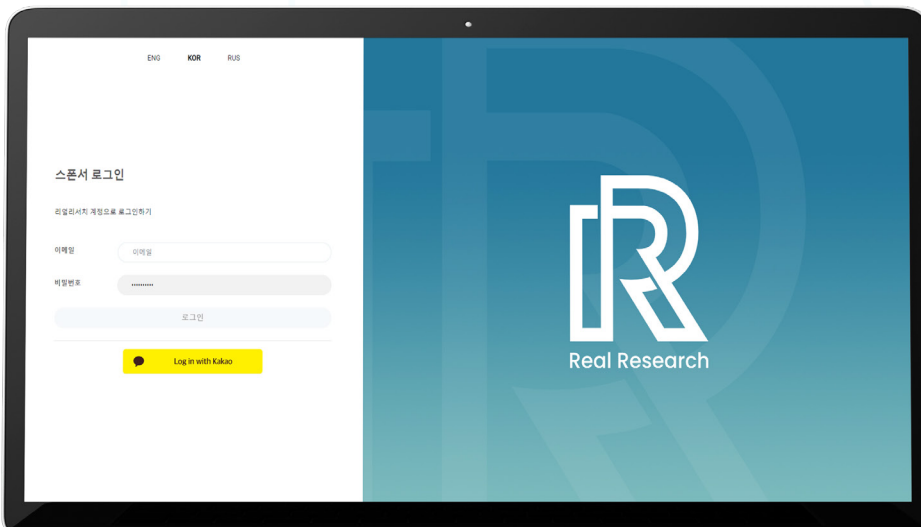 ENG KOR RUS
스폰서 로그인
리얼리서치 계정으로 로그인하기
이메일 이메일
비밀번호 ••••••••••
로그인
Log in with Kakao
Real Research